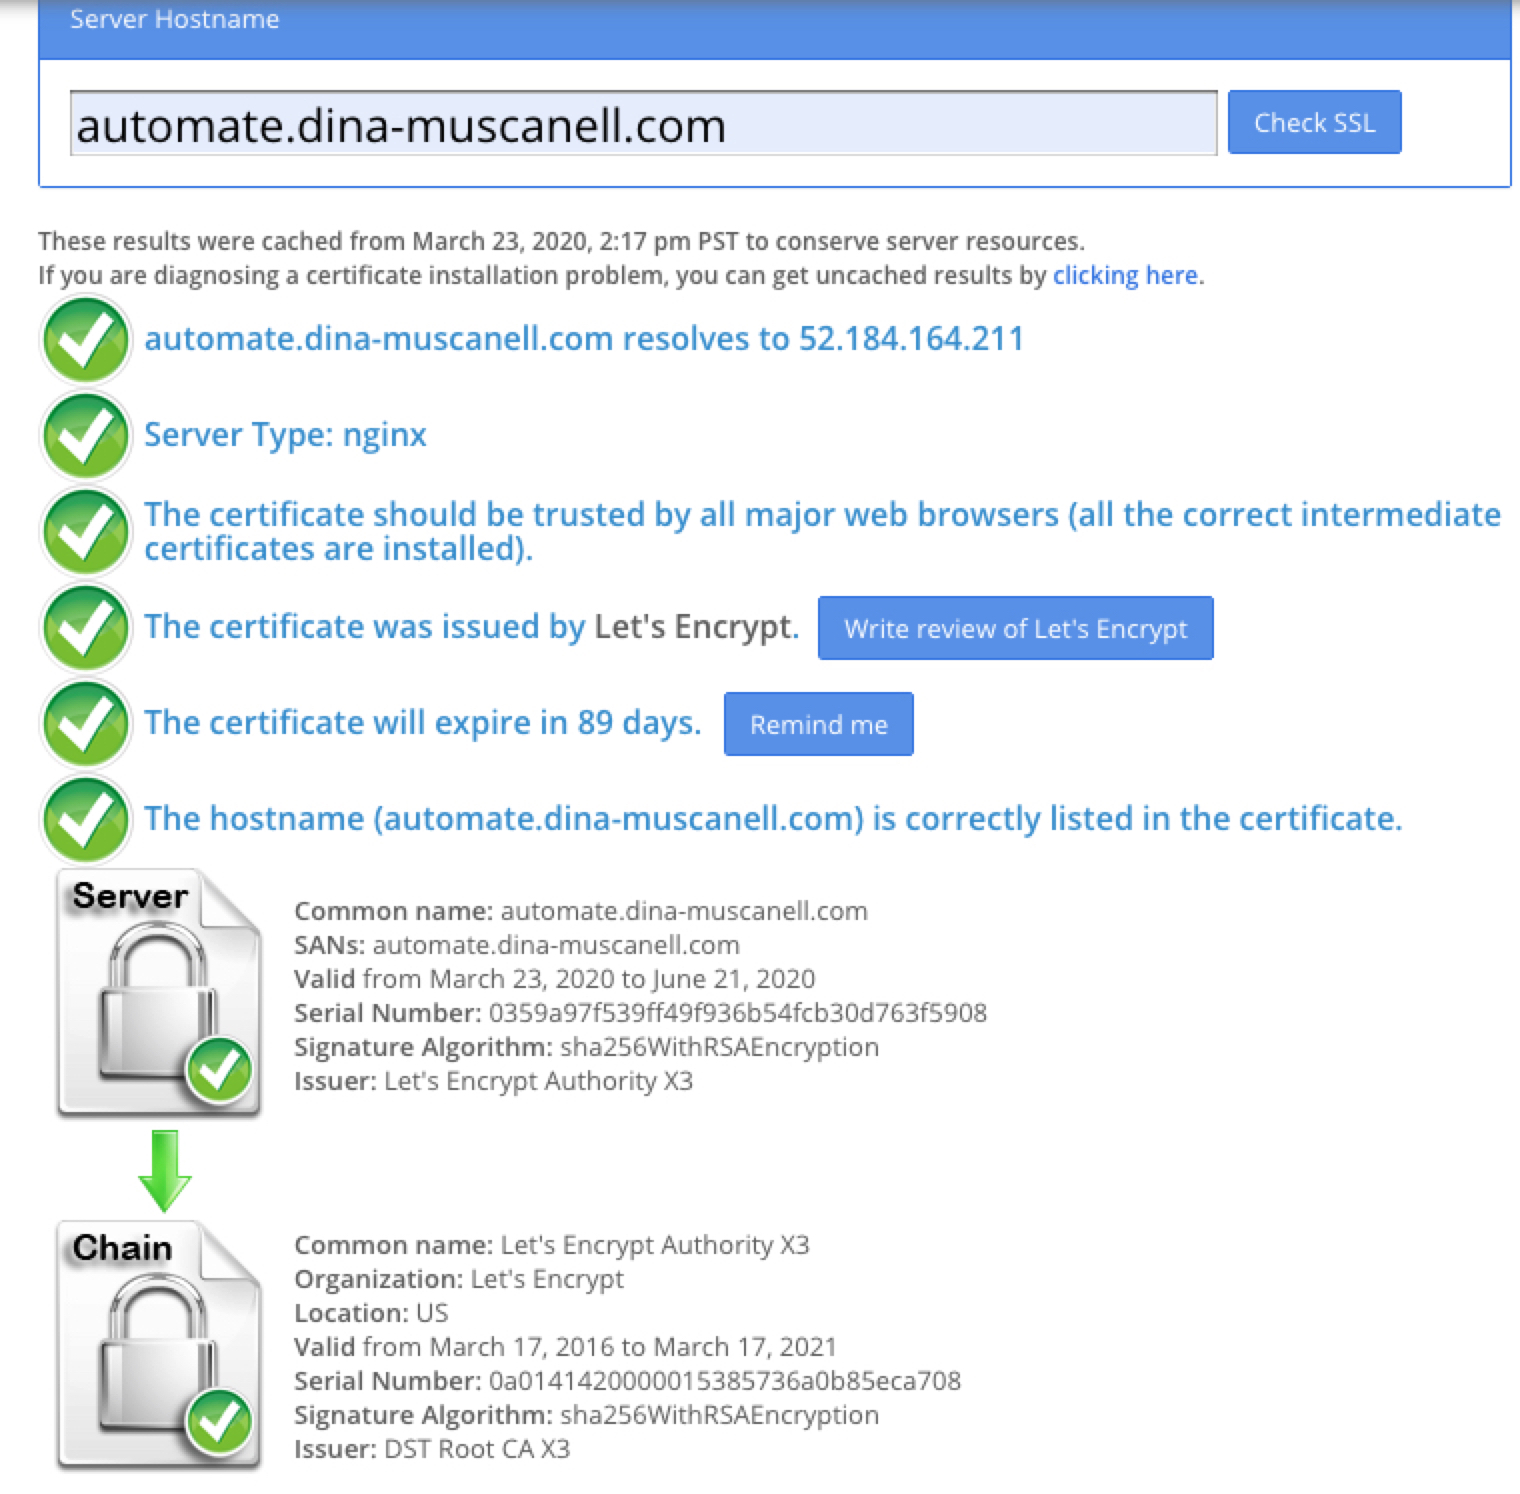 Server Hostname
automate.dina-muscanell.com
Check SSL
These results were cached from March 23, 2020, 2:17 pm PST to conserve server resources.
If you are diagnosing a certificate installation problem, you can get uncached results by clicking here.
automate.dina-muscanell.com resolves to 52.184.164.211
Server Type: nginx
The certificate should be trusted by all major web browsers (all the correct intermediate
certificates are installed).
The certificate was issued by Let's Encrypt.
Write review of Let's Encrypt
The certificate will expire in 89 days.
Remind me
The hostname (automate.dina-muscanell.com) is correctly listed in the certificate.
Server
Common name: automate.dina-muscanell.com
SANs: automate.dina-muscanell.com
Valid from March 23, 2020 to June 21, 2020
Serial Number: 0359a97f539ff49f936b54fcb30d763f5908
Signature Algorithm: sha256WithRSAEncryption
Issuer: Let's Encrypt Authority X3
Chain
Common name: Let's Encrypt Authority X3
Organization: Let's Encrypt
Location: US
Valid from March 17, 2016 to March 17, 2021
Serial Number: 0a0141420000015385736a0b85eca708
Signature Algorithm: sha256WithRSAEncryption
Issuer: DST Root CA X3